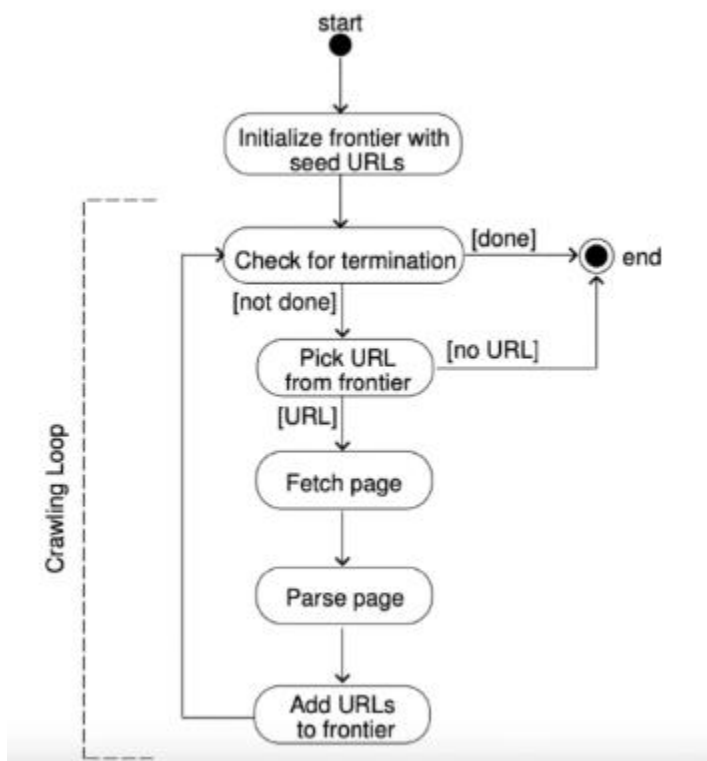 start
Initialize frontier with
seed URLs
Check for termination
[done]
end
[not done]
Pick URL
from frontier
[no URL]
[URL]
Fetch page
Crawling Loop
Parse page
Add URLs
to frontier